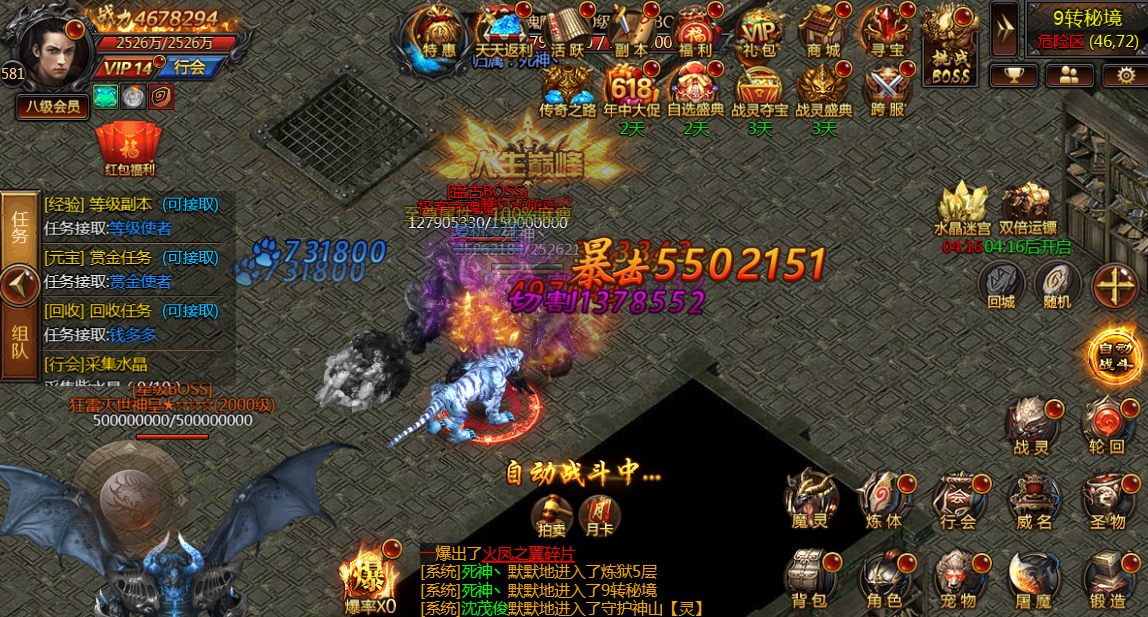 战力4678294
2526万/2526万
581
VIP 14
行会
八级会员
特惠
天天返利
活跃
副本
福利
VIP
礼包
商城
寻宝
挑战
BOSS
9转秘境
危险区 (46,72)
归属:死神丶
传奇之路
618
年中大促
自选盛典
战灵夺宝
战灵盛典
跨服
2天
2天
3天
3天
福
红包福利
人生巅峰
[盘古BOSS]
任务
[经验] 等级副本 (可接取)
任务接取:等级使者
[元宝] 赏金任务 (可接取)
任务接取:赏金使者
[回收] 回收任务 (可接取)
任务接取:钱多多
组队
[行会]采集水晶
731800
731800
暴击5502151
切割1378552
水晶迷宫
双倍运镖
04:16
04:16后开启
回城
随机
自动
战斗
[星级BOSS]
狂雷灭世神皇★☆☆☆(2000级)
500000000/500000000
战灵
轮回
自动战斗中...
拍卖
月卡
魔灵
炼体
会
行会
威名
圣物
爆
爆率X0
一爆出了火凤之翼碎片
[系统]死神丶默默地进入了炼狱5层
[系统]死神丶默默地进入了9转秘境
[系统]沈茂俊默默地进入了守护神山【灵】
背包
角色
宠物
屠魔
锻造